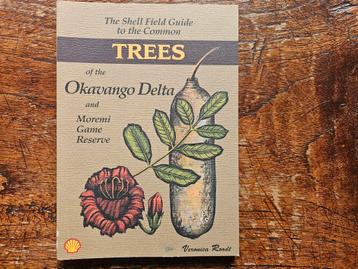 The Shell Field Guide
to the Common
TREES
of the
Okavango Delta
and
Moremi
Game
Reserve
Veronica Roodt